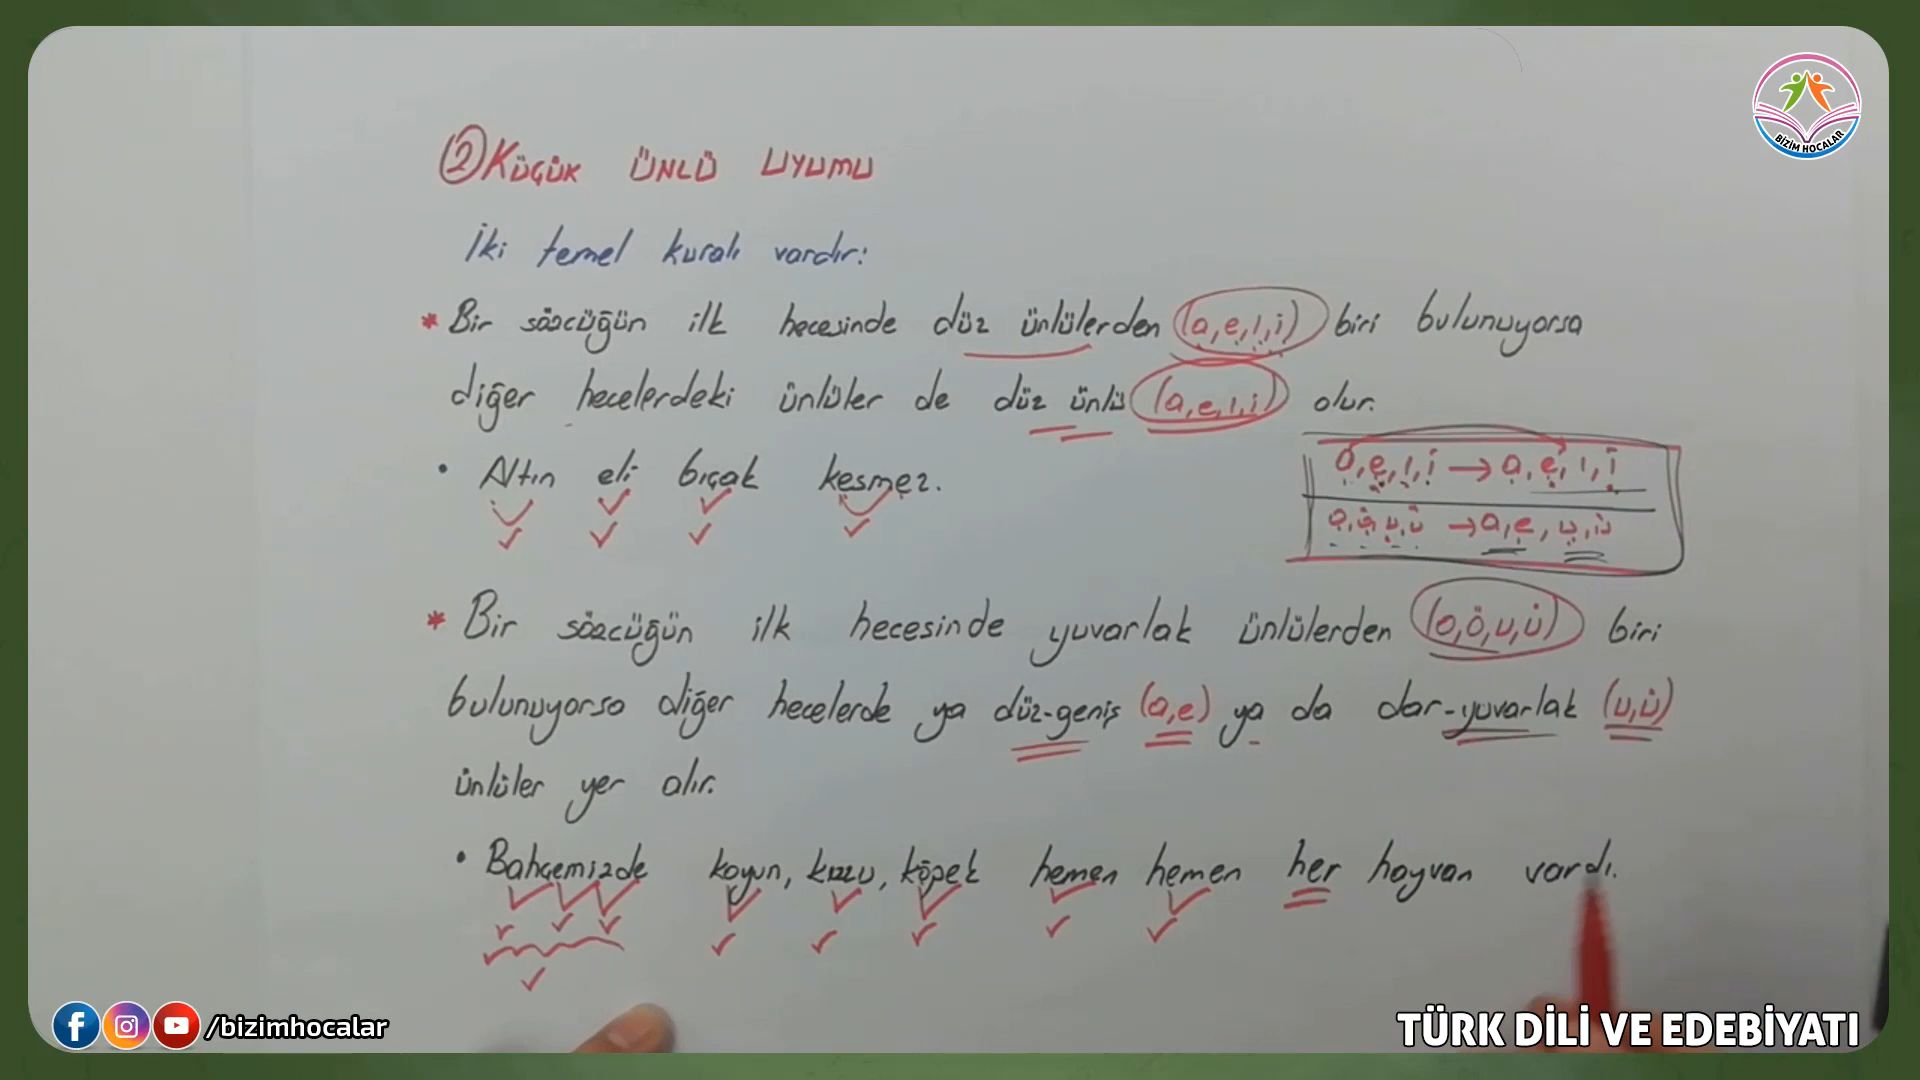 BİZİM HOCALAR
② KÜÇÜK ÜNLÜ UYUMU
İki temel kuralı vardır:
* Bir sözcüğün ilk hecesinde düz ünlülerden (a,e,ı,i) biri bulunuyorsa
diğer hecelerdeki ünlüler de düz ünlü (a,e,ı,i) olur.
• Altın eli bıçak kesmez.
a,e,ı,i → a,e,ı,i
o,ö,u,ü → a,e,u,ü
* Bir sözcüğün ilk hecesinde yuvarlak ünlülerden (o,ö,u,ü) biri
bulunuyorsa diğer hecelerde ya düz-geniş (a,e) ya da dar-yuvarlak (u,ü)
ünlüler yer alır.
• Bahçemizde koyun, kuzu, köpek hemen hemen her hayvan vardı.
/bizimhocalar
TÜRK DİLİ VE EDEBİYATI